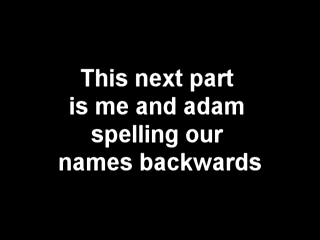 This next part
is me and adam
spelling our
names backwards